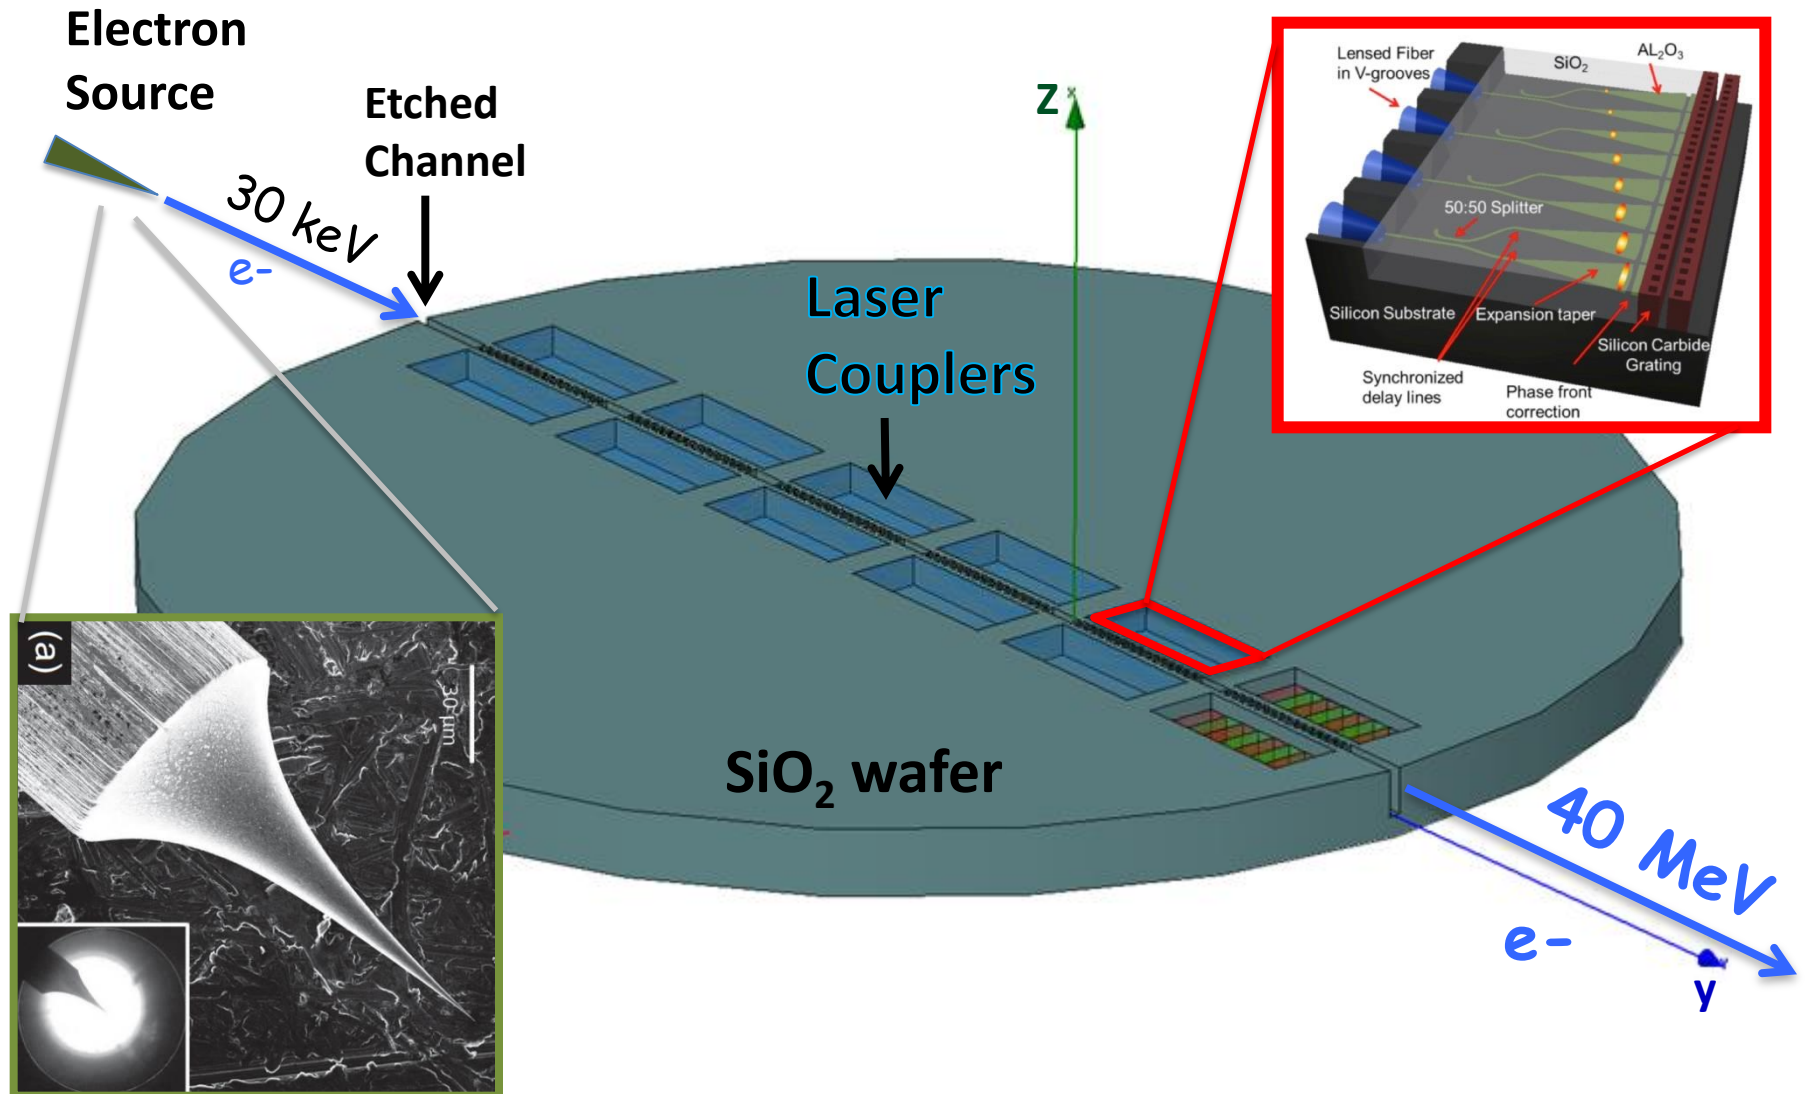 Electron
Source
Etched
Channel
30 keV
e-
Laser
Couplers
Z
x
SiO₂ wafer
40 MeV
e-
y
(a)
30 μm
Lensed Fiber
in V-grooves
SiO₂
AL₂O₃
50:50 Splitter
Silicon Substrate
Expansion taper
Silicon Carbide
Grating
Synchronized
delay lines
Phase front
correction